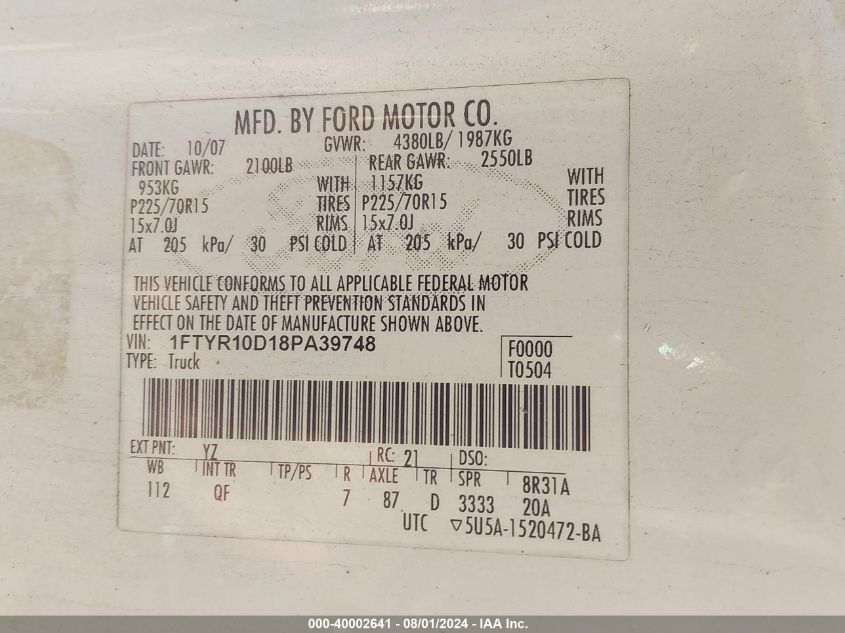 MFD. BY FORD MOTOR CO.
DATE: 10/07 GVWR: 4380LB/ 1987KG
FRONT GAWR: 2100LB REAR GAWR: 2550LB
953KG WITH 1157KG WITH
P225/70R15 TIRES P225/70R15 TIRES
15x7.0J RIMS 15x7.0J RIMS
AT 205 kPa/ 30 PSI COLD AT 205 kPa/ 30 PSI COLD
THIS VEHICLE CONFORMS TO ALL APPLICABLE FEDERAL MOTOR
VEHICLE SAFETY AND THEFT PREVENTION STANDARDS IN
EFFECT ON THE DATE OF MANUFACTURE SHOWN ABOVE.
VIN: 1FTYR10D18PA39748 F0000
TYPE: Truck T0504
EXT PNT: YZ RC: 21 DSO:
WB INT TR TP/PS R AXLE TR SPR 8R31A
112 QF 7 87 D 3333 20A
UTC ▽5U5A-1520472-BA
000-40002641 - 08/01/2024 - IAA Inc.